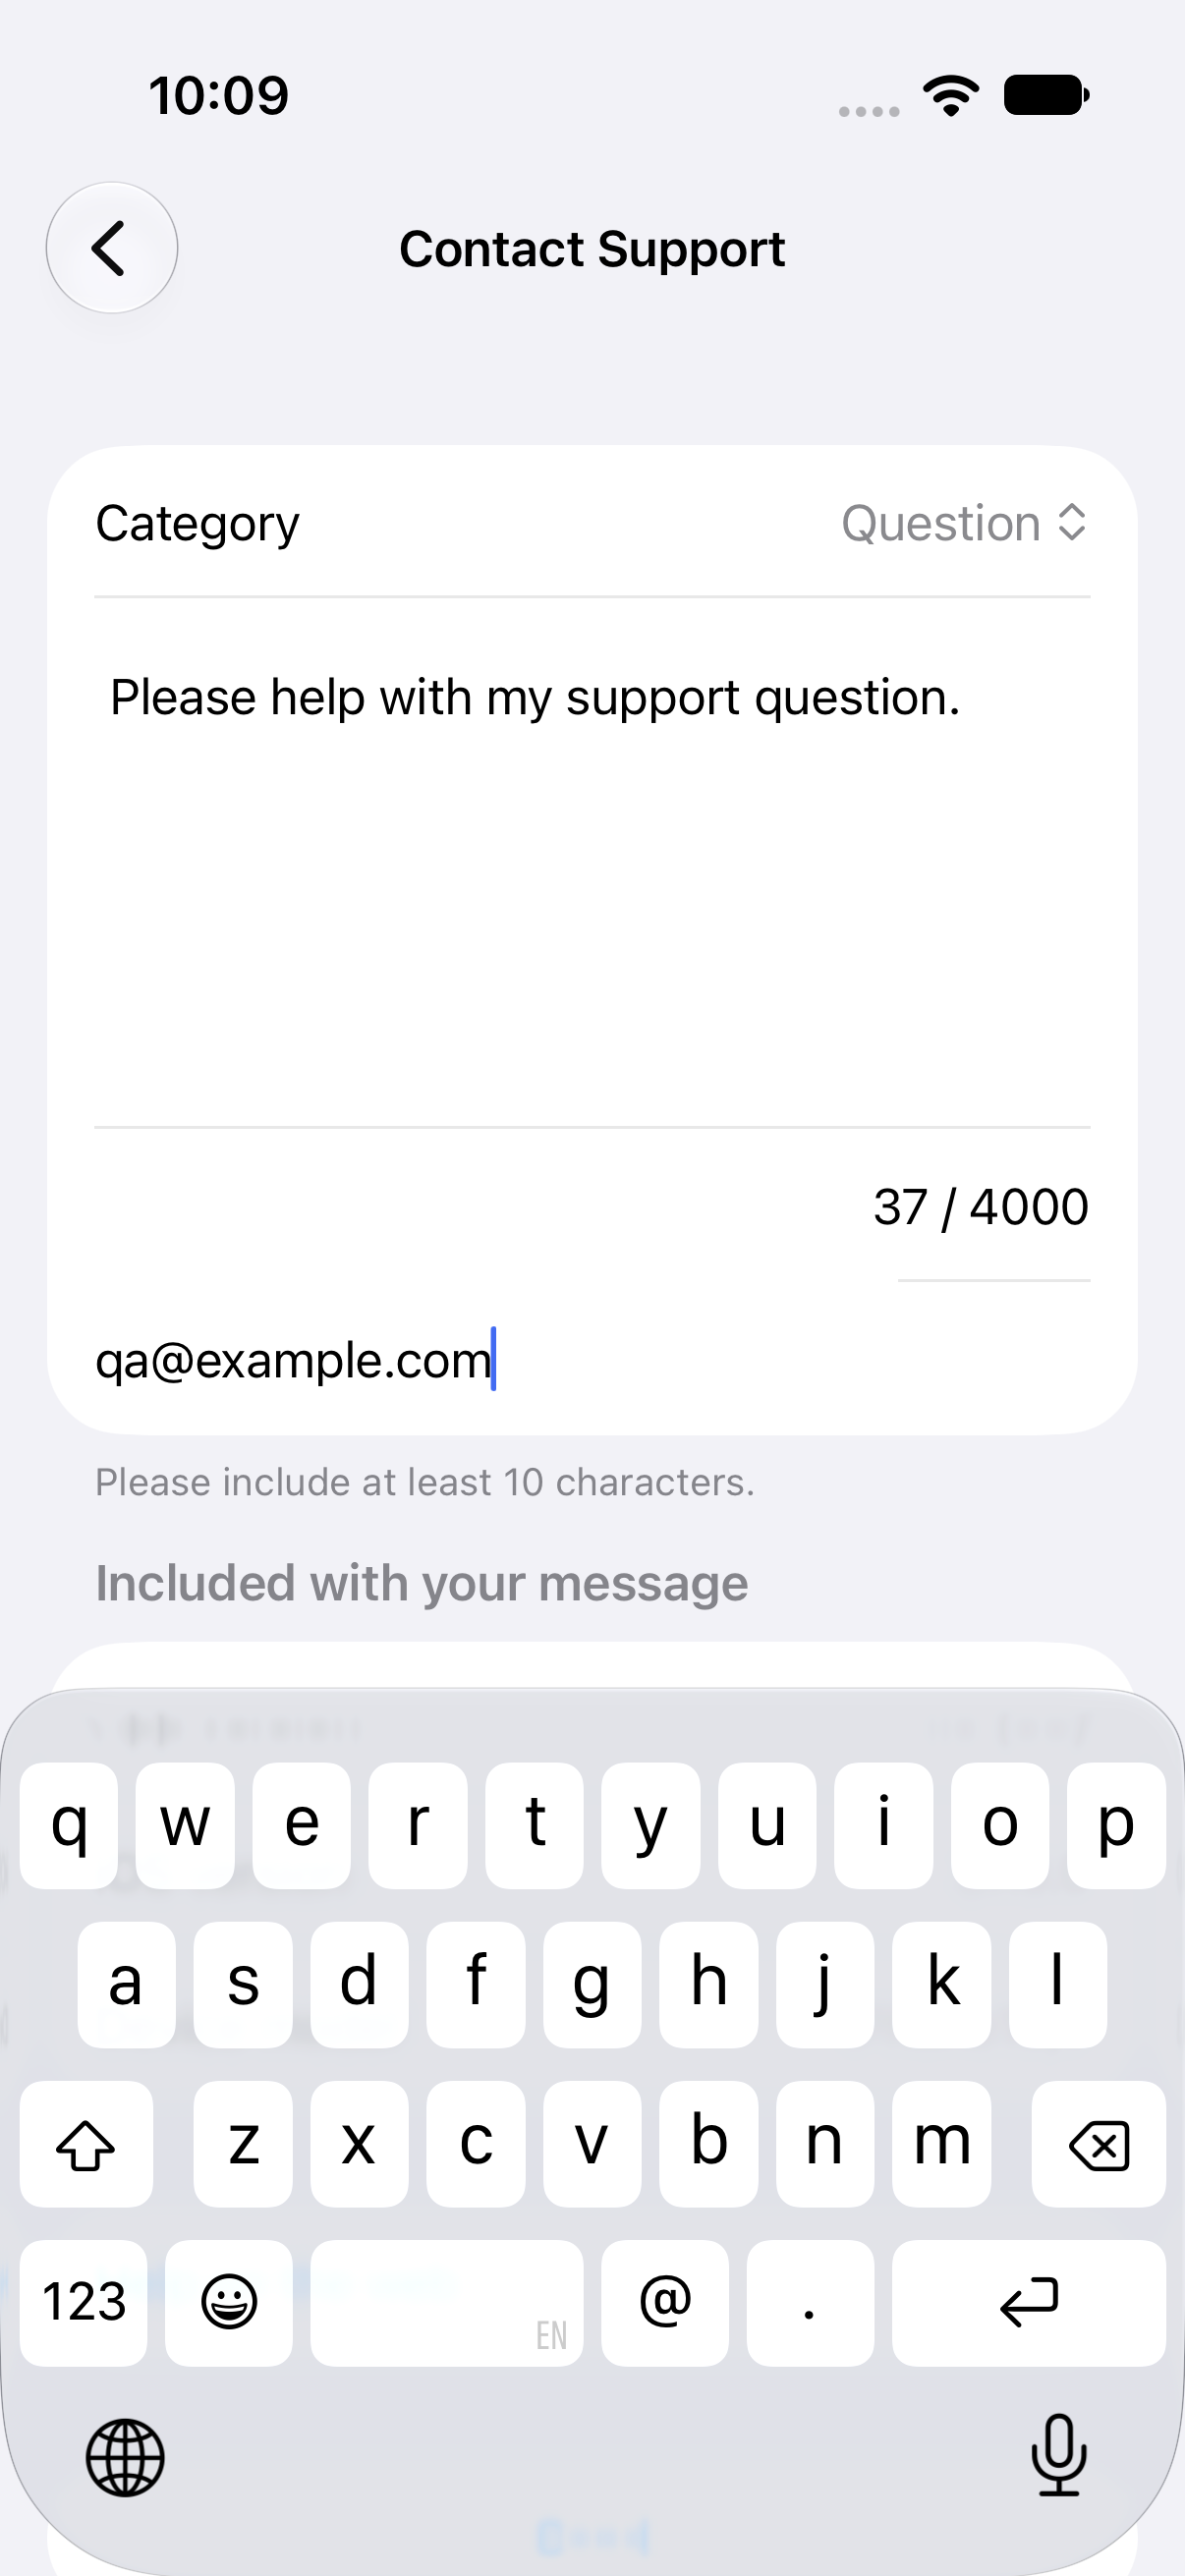 10:09
Contact Support
Category Question
Please help with my support question.
37 / 4000
qa@example.com
Please include at least 10 characters.
Included with your message
q w e r t y u i o p
a s d f g h j k l
z x c v b n m
123 EN @ .